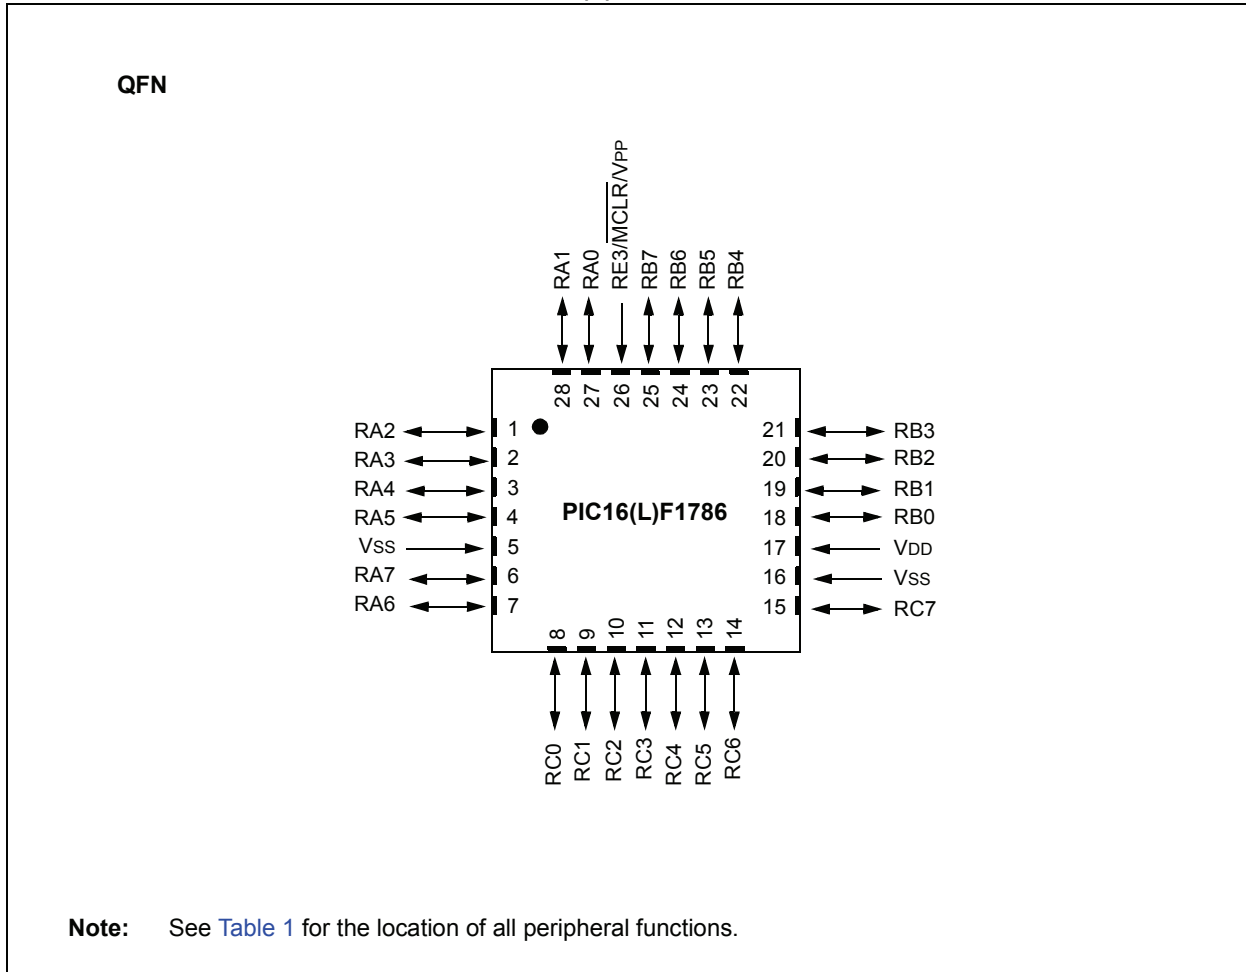 QFN
RA1
RA0
RE3/MCLR/VPP
RB7
RB6
RB5
RB4
28
27
26
25
24
23
22
RA2 1 21 RB3
RA3 2 20 RB2
RA4 3 19 RB1
RA5 4 PIC16(L)F1786 18 RB0
VSS 5 17 VDD
RA7 6 16 VSS
RA6 7 15 RC7
8
9
10
11
12
13
14
RC0
RC1
RC2
RC3
RC4
RC5
RC6
Note: See Table 1 for the location of all peripheral functions.